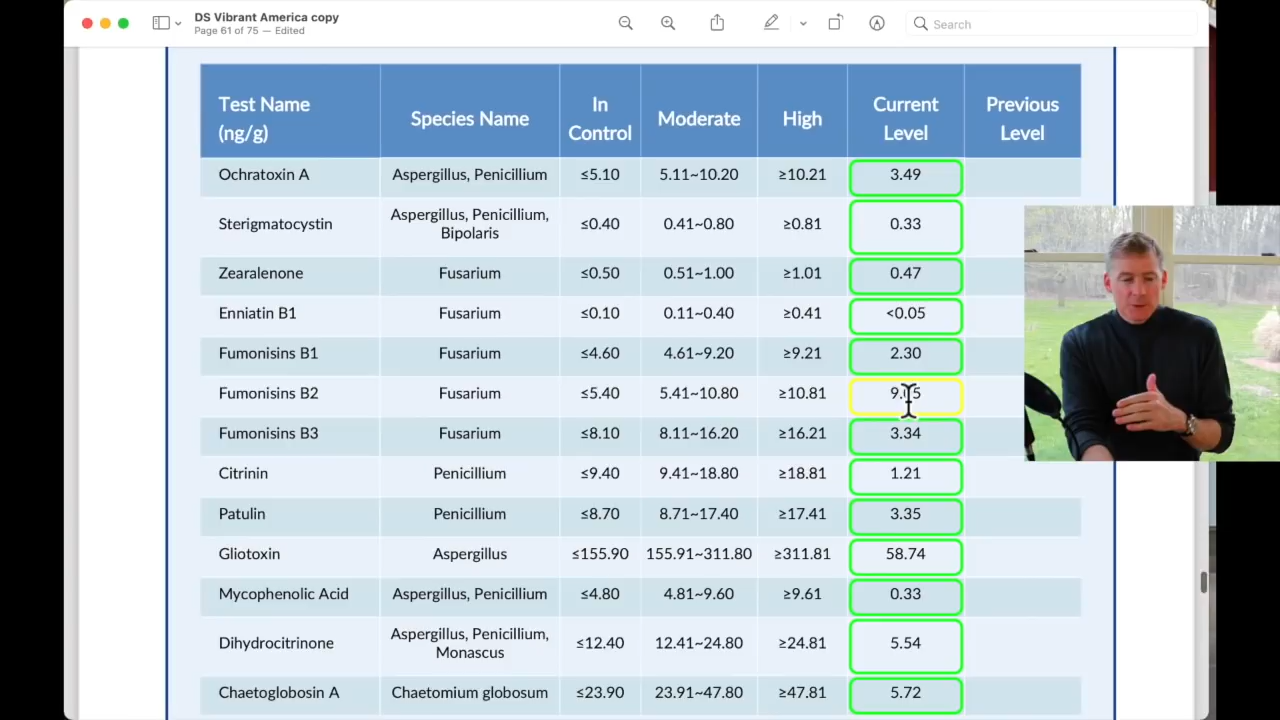 DS Vibrant America copy
Page 61 of 75 — Edited
Search
Test Name (ng/g) Species Name In Control Moderate High Current Level Previous Level
Ochratoxin A Aspergillus, Penicillium ≤5.10 5.11~10.20 ≥10.21 3.49
Sterigmatocystin Aspergillus, Penicillium, Bipolaris ≤0.40 0.41~0.80 ≥0.81 0.33
Zearalenone Fusarium ≤0.50 0.51~1.00 ≥1.01 0.47
Enniatin B1 Fusarium ≤0.10 0.11~0.40 ≥0.41 <0.05
Fumonisins B1 Fusarium ≤4.60 4.61~9.20 ≥9.21 2.30
Fumonisins B2 Fusarium ≤5.40 5.41~10.80 ≥10.81
Fumonisins B3 Fusarium ≤8.10 8.11~16.20 ≥16.21 3.34
Citrinin Penicillium ≤9.40 9.41~18.80 ≥18.81 1.21
Patulin Penicillium ≤8.70 8.71~17.40 ≥17.41 3.35
Gliotoxin Aspergillus ≤155.90 155.91~311.80 ≥311.81 58.74
Mycophenolic Acid Aspergillus, Penicillium ≤4.80 4.81~9.60 ≥9.61 0.33
Dihydrocitrinone Aspergillus, Penicillium, Monascus ≤12.40 12.41~24.80 ≥24.81 5.54
Chaetoglobosin A Chaetomium globosum ≤23.90 23.91~47.80 ≥47.81 5.72